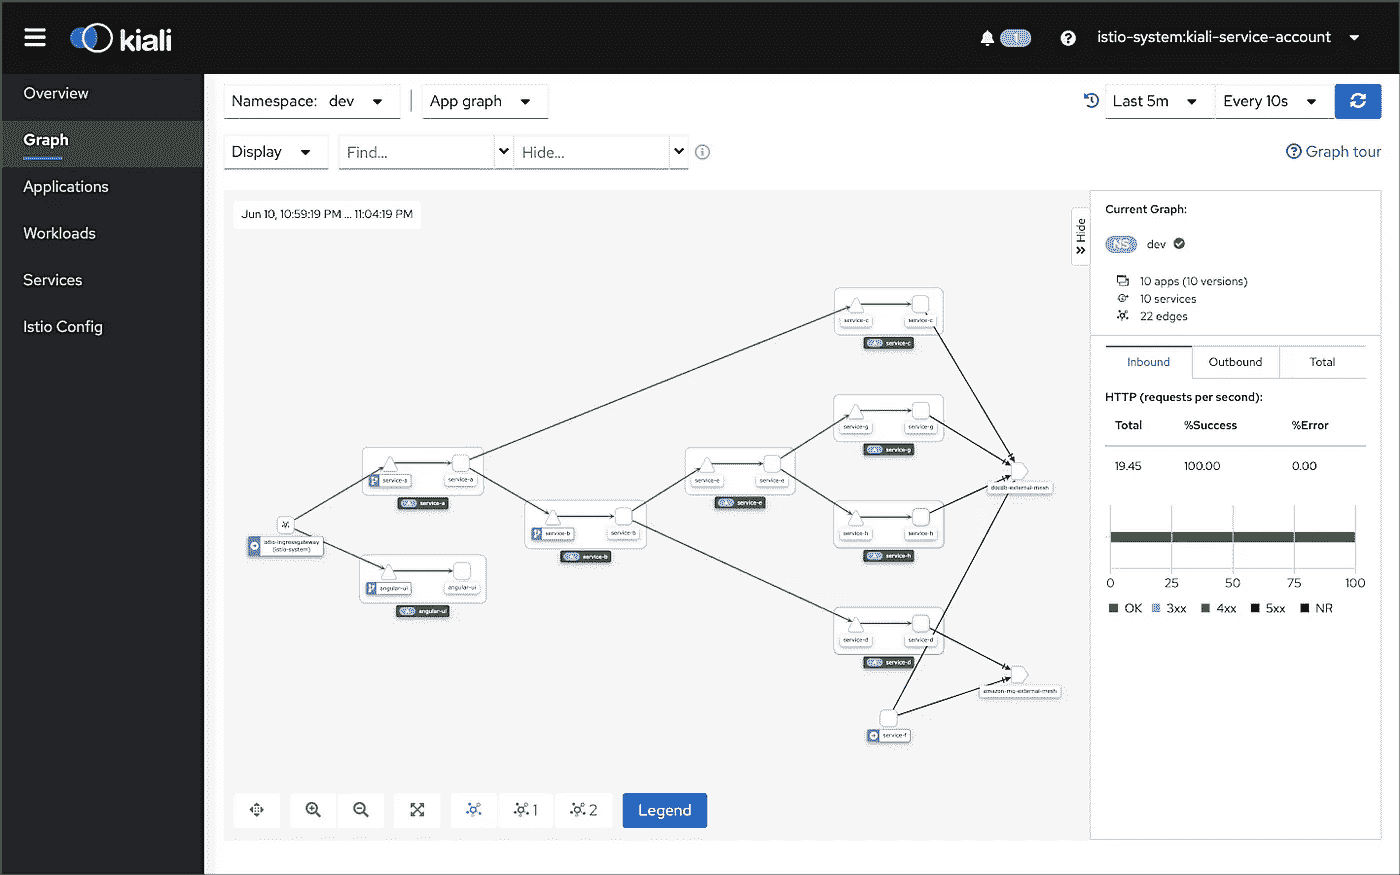 kiali
1
istio-system:kiali-service-account
Overview
Graph
Applications
Workloads
Services
Istio Config
Namespace: dev
App graph
Last 5m
Every 10s
Display
Find...
Hide...
Graph tour
Jun 10, 10:59:19 PM ... 11:04:19 PM
Hide
service-c
service-c
service-c
service-g
service-g
service-g
service-a
service-a
service-a
service-e
service-e
service-e
docdb-external-mesh
service-b
service-b
service-b
service-h
service-h
service-h
istio-ingressgateway
(istio-system)
angular-ui
angular-ui
angular-ui
service-d
service-d
service-d
amazon-mq-external-mesh
service-f
1
2
Legend
Current Graph:
NS dev
10 apps (10 versions)
10 services
22 edges
Inbound
Outbound
Total
HTTP (requests per second):
Total %Success %Error
19.45 100.00 0.00
0 25 50 75 100
OK 3xx 4xx 5xx NR